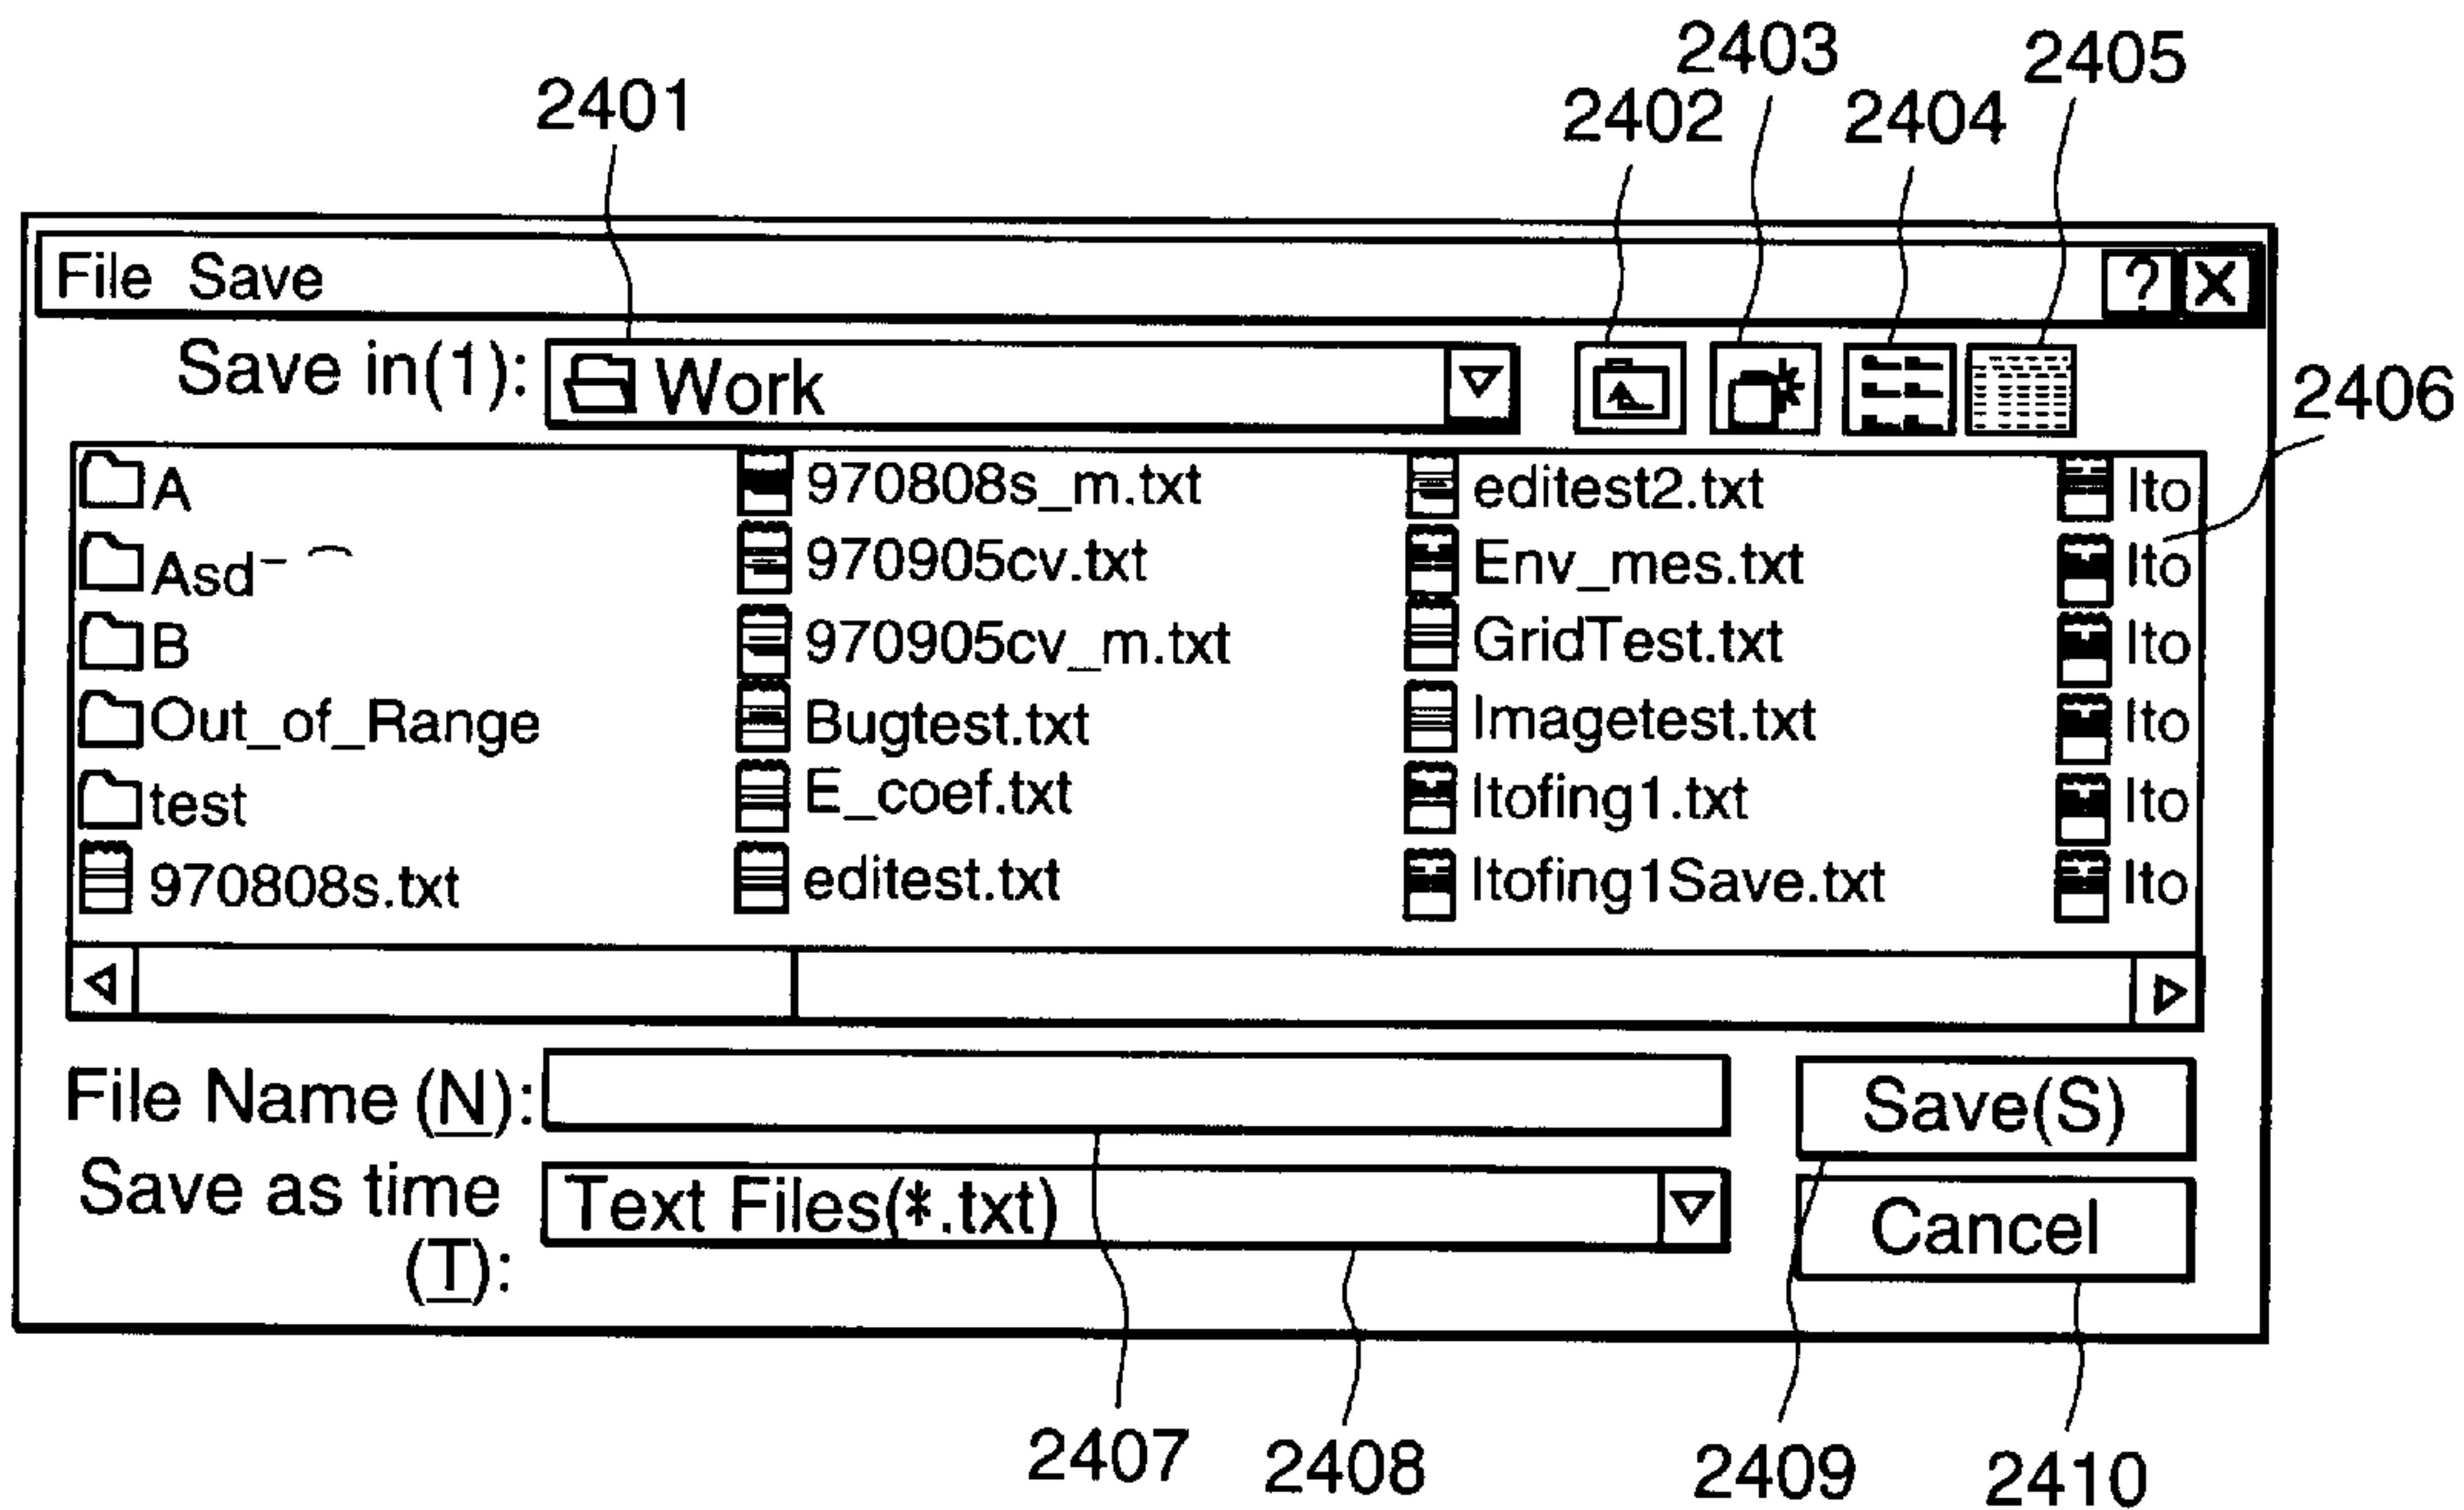 2403
2405
2401
2402
2404
File Save
? X
Save in(1): Work
2406
A 970808s_m.txt editest2.txt Ito
Asd 970905cv.txt Env_mes.txt Ito
B 970905cv_m.txt GridTest.txt Ito
Out_of_Range Bugtest.txt Imagetest.txt Ito
test E_coef.txt Itofing1.txt Ito
970808s.txt editest.txt Itofing1Save.txt Ito
File Name (N): Save(S)
Save as time (T): Text Files(*.txt) Cancel
2407
2408
2409
2410